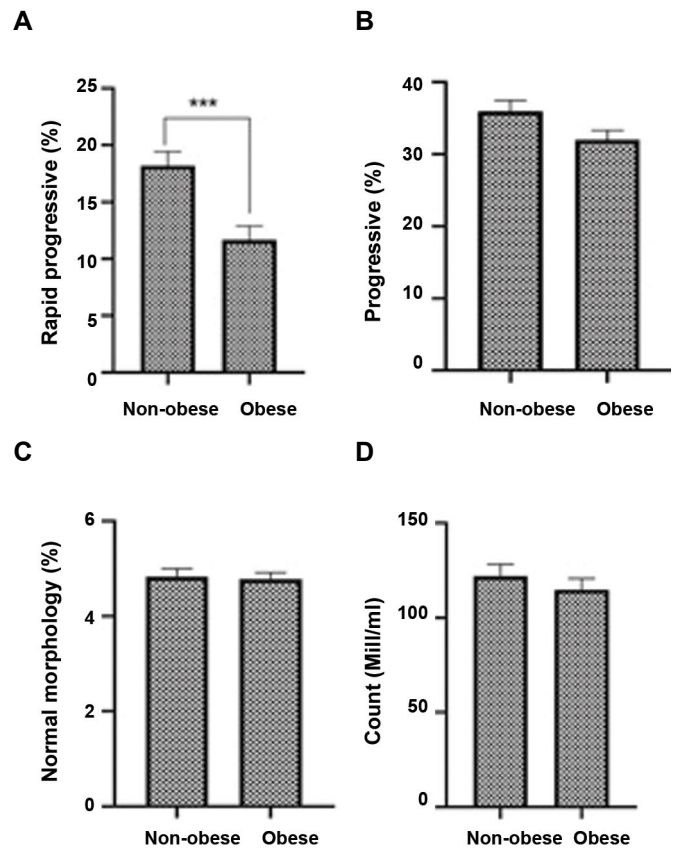 A
Rapid progressive (%)
25
20
15
10
5
0
***
Non-obese Obese
B
Progressive (%)
40
30
20
10
0
Non-obese Obese
C
Normal morphology (%)
6
4
2
0
Non-obese Obese
D
Count (Mill/ml)
150
100
50
0
Non-obese Obese